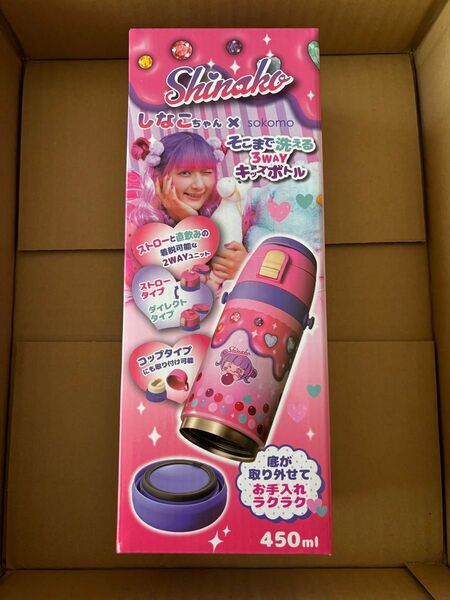 Shinako
しなこちゃん × sokomo
そこまで洗える
3WAY
キッズボトル
ストローと直飲みの
着脱可能な
2WAYユニット
ストロー
タイプ
ダイレクト
タイプ
コップタイプ
にも取り付け可能
Shinako
底が
取り外せて
お手入れ
ラクラク
450ml